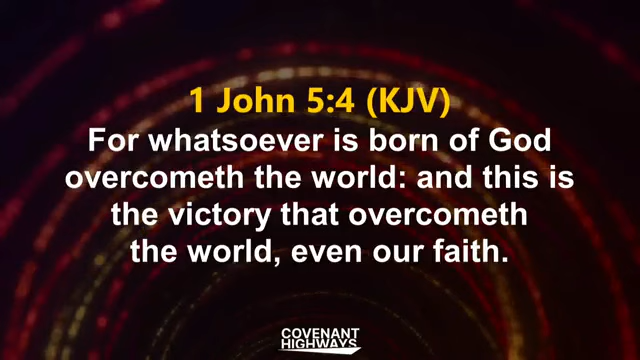 1 John 5:4 (KJV)
For whatsoever is born of God
overcometh the world: and this is
the victory that overcometh
the world, even our faith.
COVENANT
HIGHWAYS